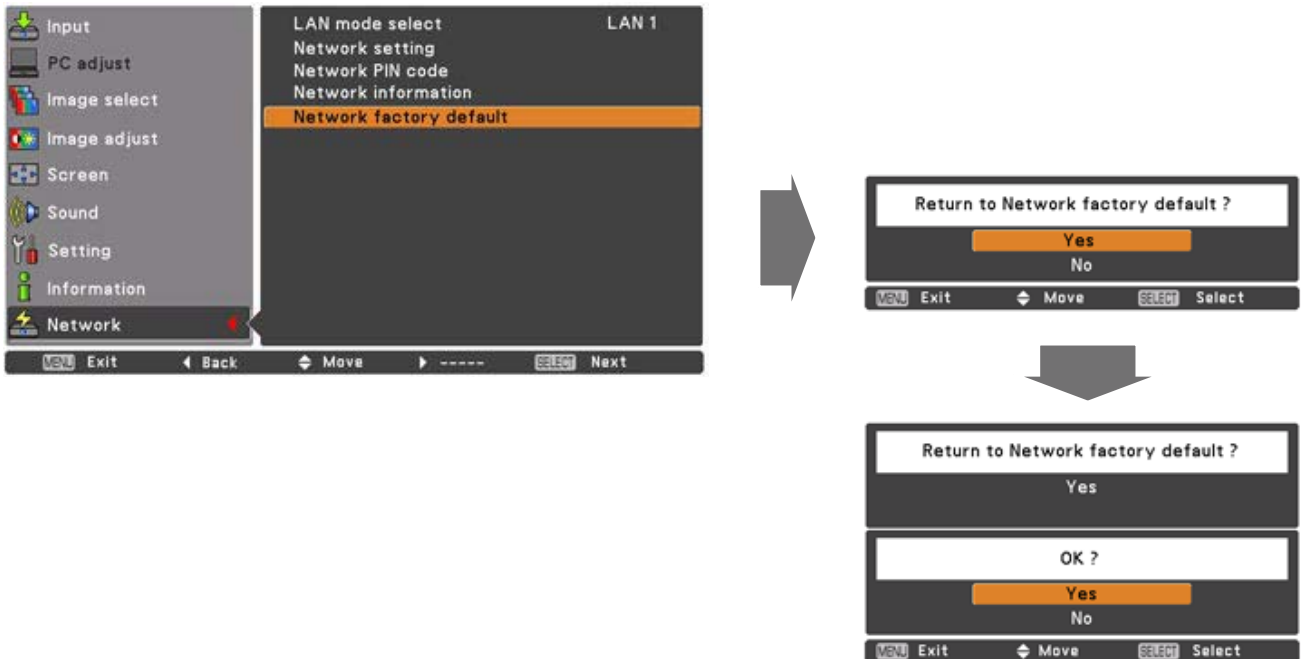 Input
PC adjust
Image select
Image adjust
Screen
Sound
Setting
Information
Network
LAN mode select LAN 1
Network setting
Network PIN code
Network information
Network factory default
MENU Exit Back Move ----- SELECT Next
Return to Network factory default ?
Yes
No
MENU Exit Move SELECT Select
Return to Network factory default ?
Yes
OK ?
Yes
No
MENU Exit Move SELECT Select